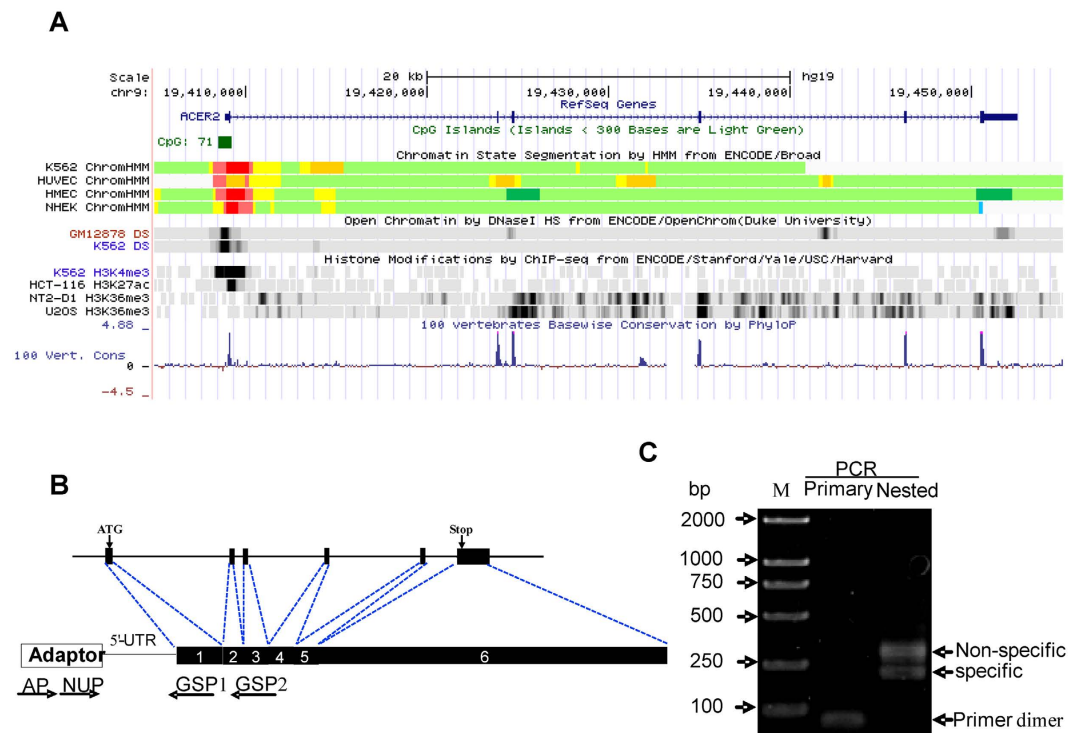 A
Scale
20 kb
hg19
chr9:
19,410,000
19,420,000
19,430,000
19,440,000
19,450,000
RefSeq Genes
ACER2
CpG Islands (Islands < 300 Bases are Light Green)
CpG: 71
Chromatin State Segmentation by HMM from ENCODE/Broad
K562 ChromHMM
HUVEC ChromHMM
HMEC ChromHMM
NHEK ChromHMM
Open Chromatin by DNaseI HS from ENCODE/OpenChrom(Duke University)
GM12878 DS
K562 DS
Histone Modifications by ChIP-seq from ENCODE/Stanford/Yale/USC/Harvard
K562 H3K4me3
HCT-116 H3K27ac
NT2-D1 H3K36me3
U2OS H3K36me3
4.88 _
100 vertebrates Basewise Conservation by PhyloP
100 Vert. Cons
0 _
-4.5 _
B
ATG
Stop
5'-UTR
Adaptor
1 2 3 4 5 6
AP NUP GSP1 GSP2
C
PCR
bp M Primary Nested
2000
1000
750
500
250
100
Non-specific
specific
Primer dimer